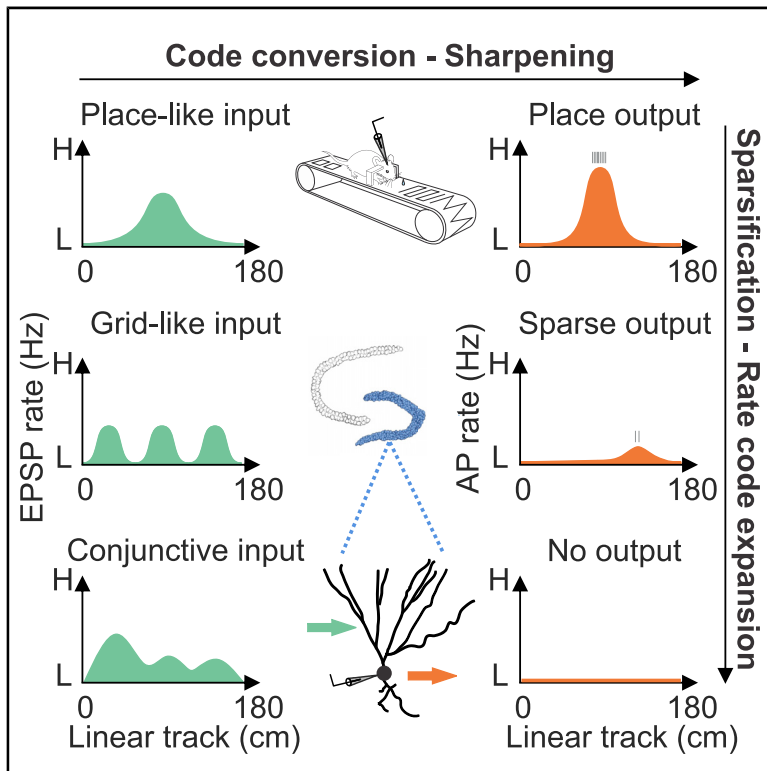 Code conversion - Sharpening
Place-like input
Place output
H
L
0
180
H
L
0
180
Grid-like input
Sparse output
H
L
0
180
H
L
0
180
Conjunctive input
No output
H
L
0
180
H
L
0
180
Linear track (cm)
Linear track (cm)
EPSP rate (Hz)
AP rate (Hz)
Sparsification - Rate code expansion